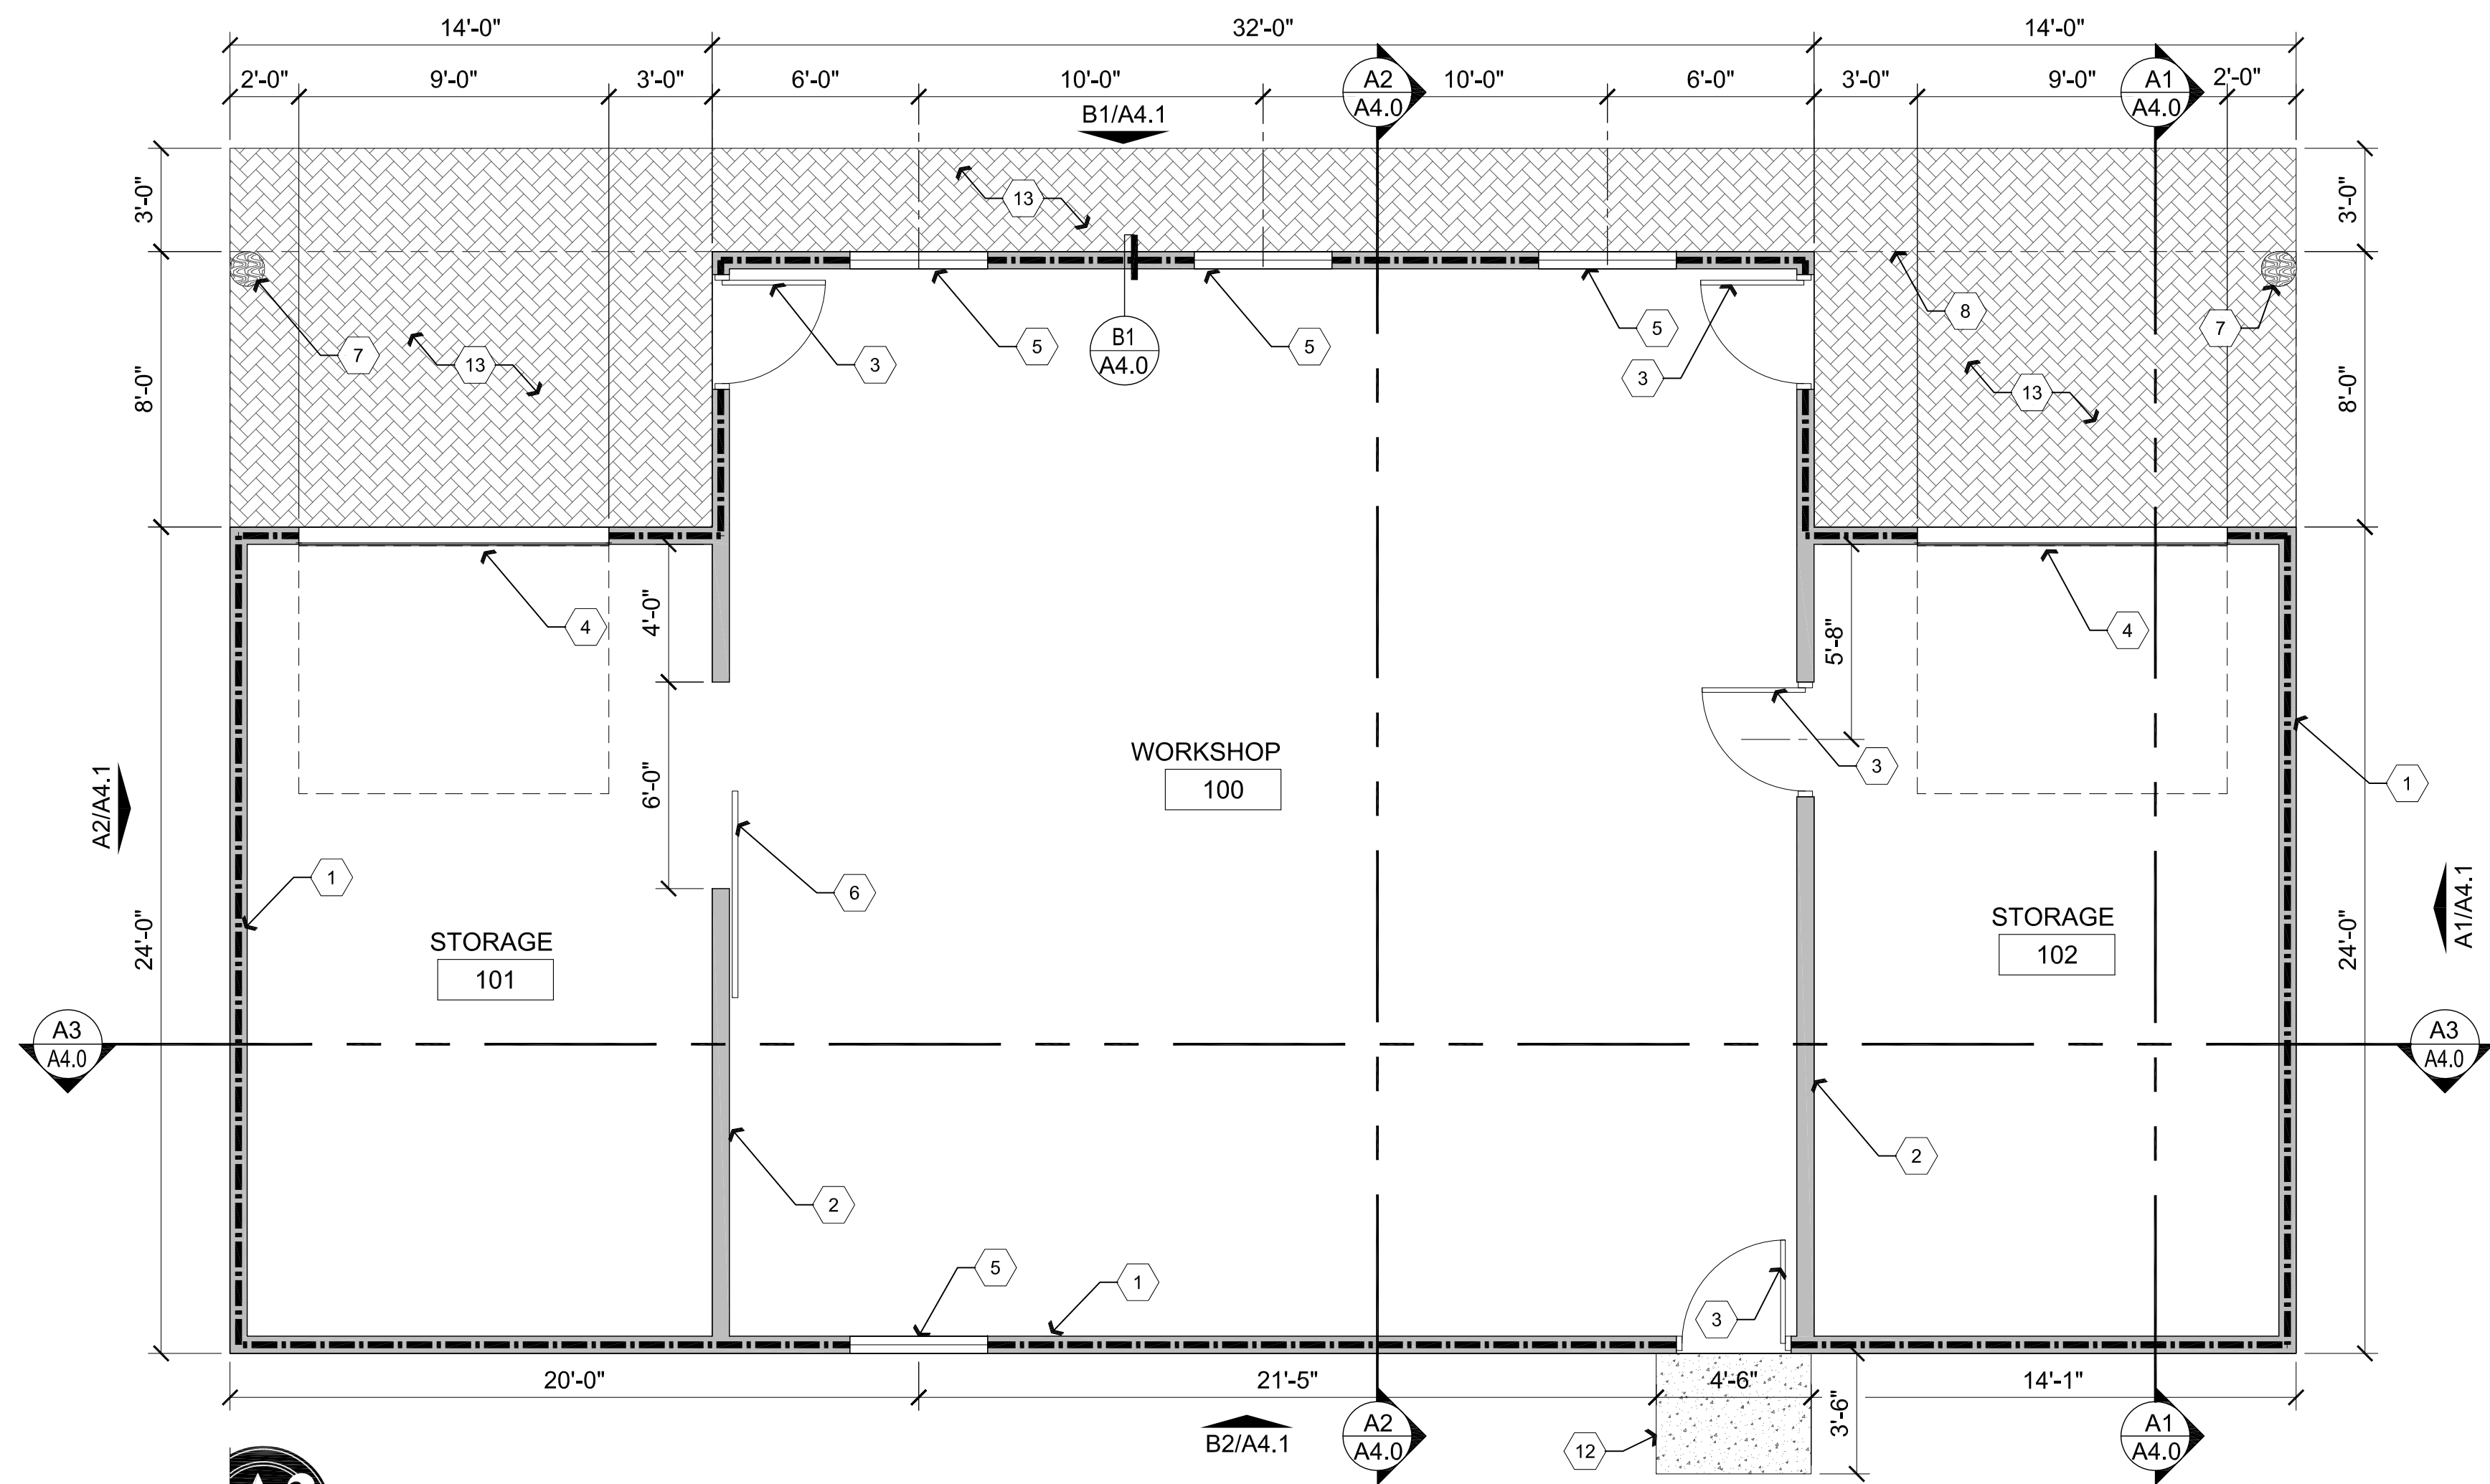 14'-0" 32'-0" 14'-0"
2'-0" 9'-0" 3'-0" 6'-0" 10'-0" 10'-0" 6'-0" 3'-0" 9'-0" 2'-0"
A2
A4.0
A1
A4.0
B1/A4.1
3'-0"
3'-0"
13
8
7
7
5
5
5
B1
A4.0
3
3
13
13
8'-0"
8'-0"
4
4
4'-0"
5'-8"
6'-0"
WORKSHOP
100
3
1
A2/A4.1
A1/A4.1
1
6
24'-0"
24'-0"
STORAGE
101
STORAGE
102
A3
A4.0
A3
A4.0
2
2
5
1
3
20'-0" 21'-5" 4'-6" 14'-1"
3'-6"
B2/A4.1
A2
A4.0
12
A1
A4.0